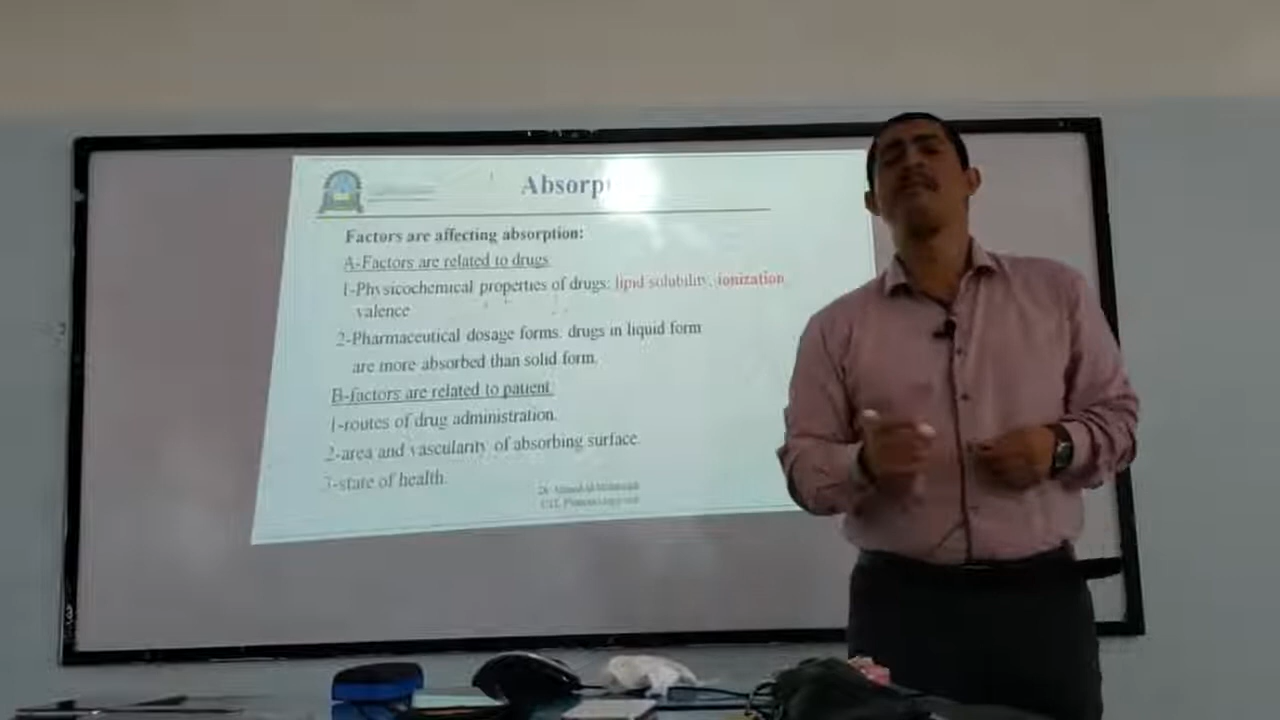 Absorp
Factors are affecting absorption:
A-Factors are related to drugs
1-Physicochemical properties of drugs: lipid solubility, ionization
valence
2-Pharmaceutical dosage forms. drugs in liquid form
are more absorbed than solid form.
B-factors are related to patient
1-routes of drug administration.
2-area and vascularity of absorbing surface.
3-state of health.